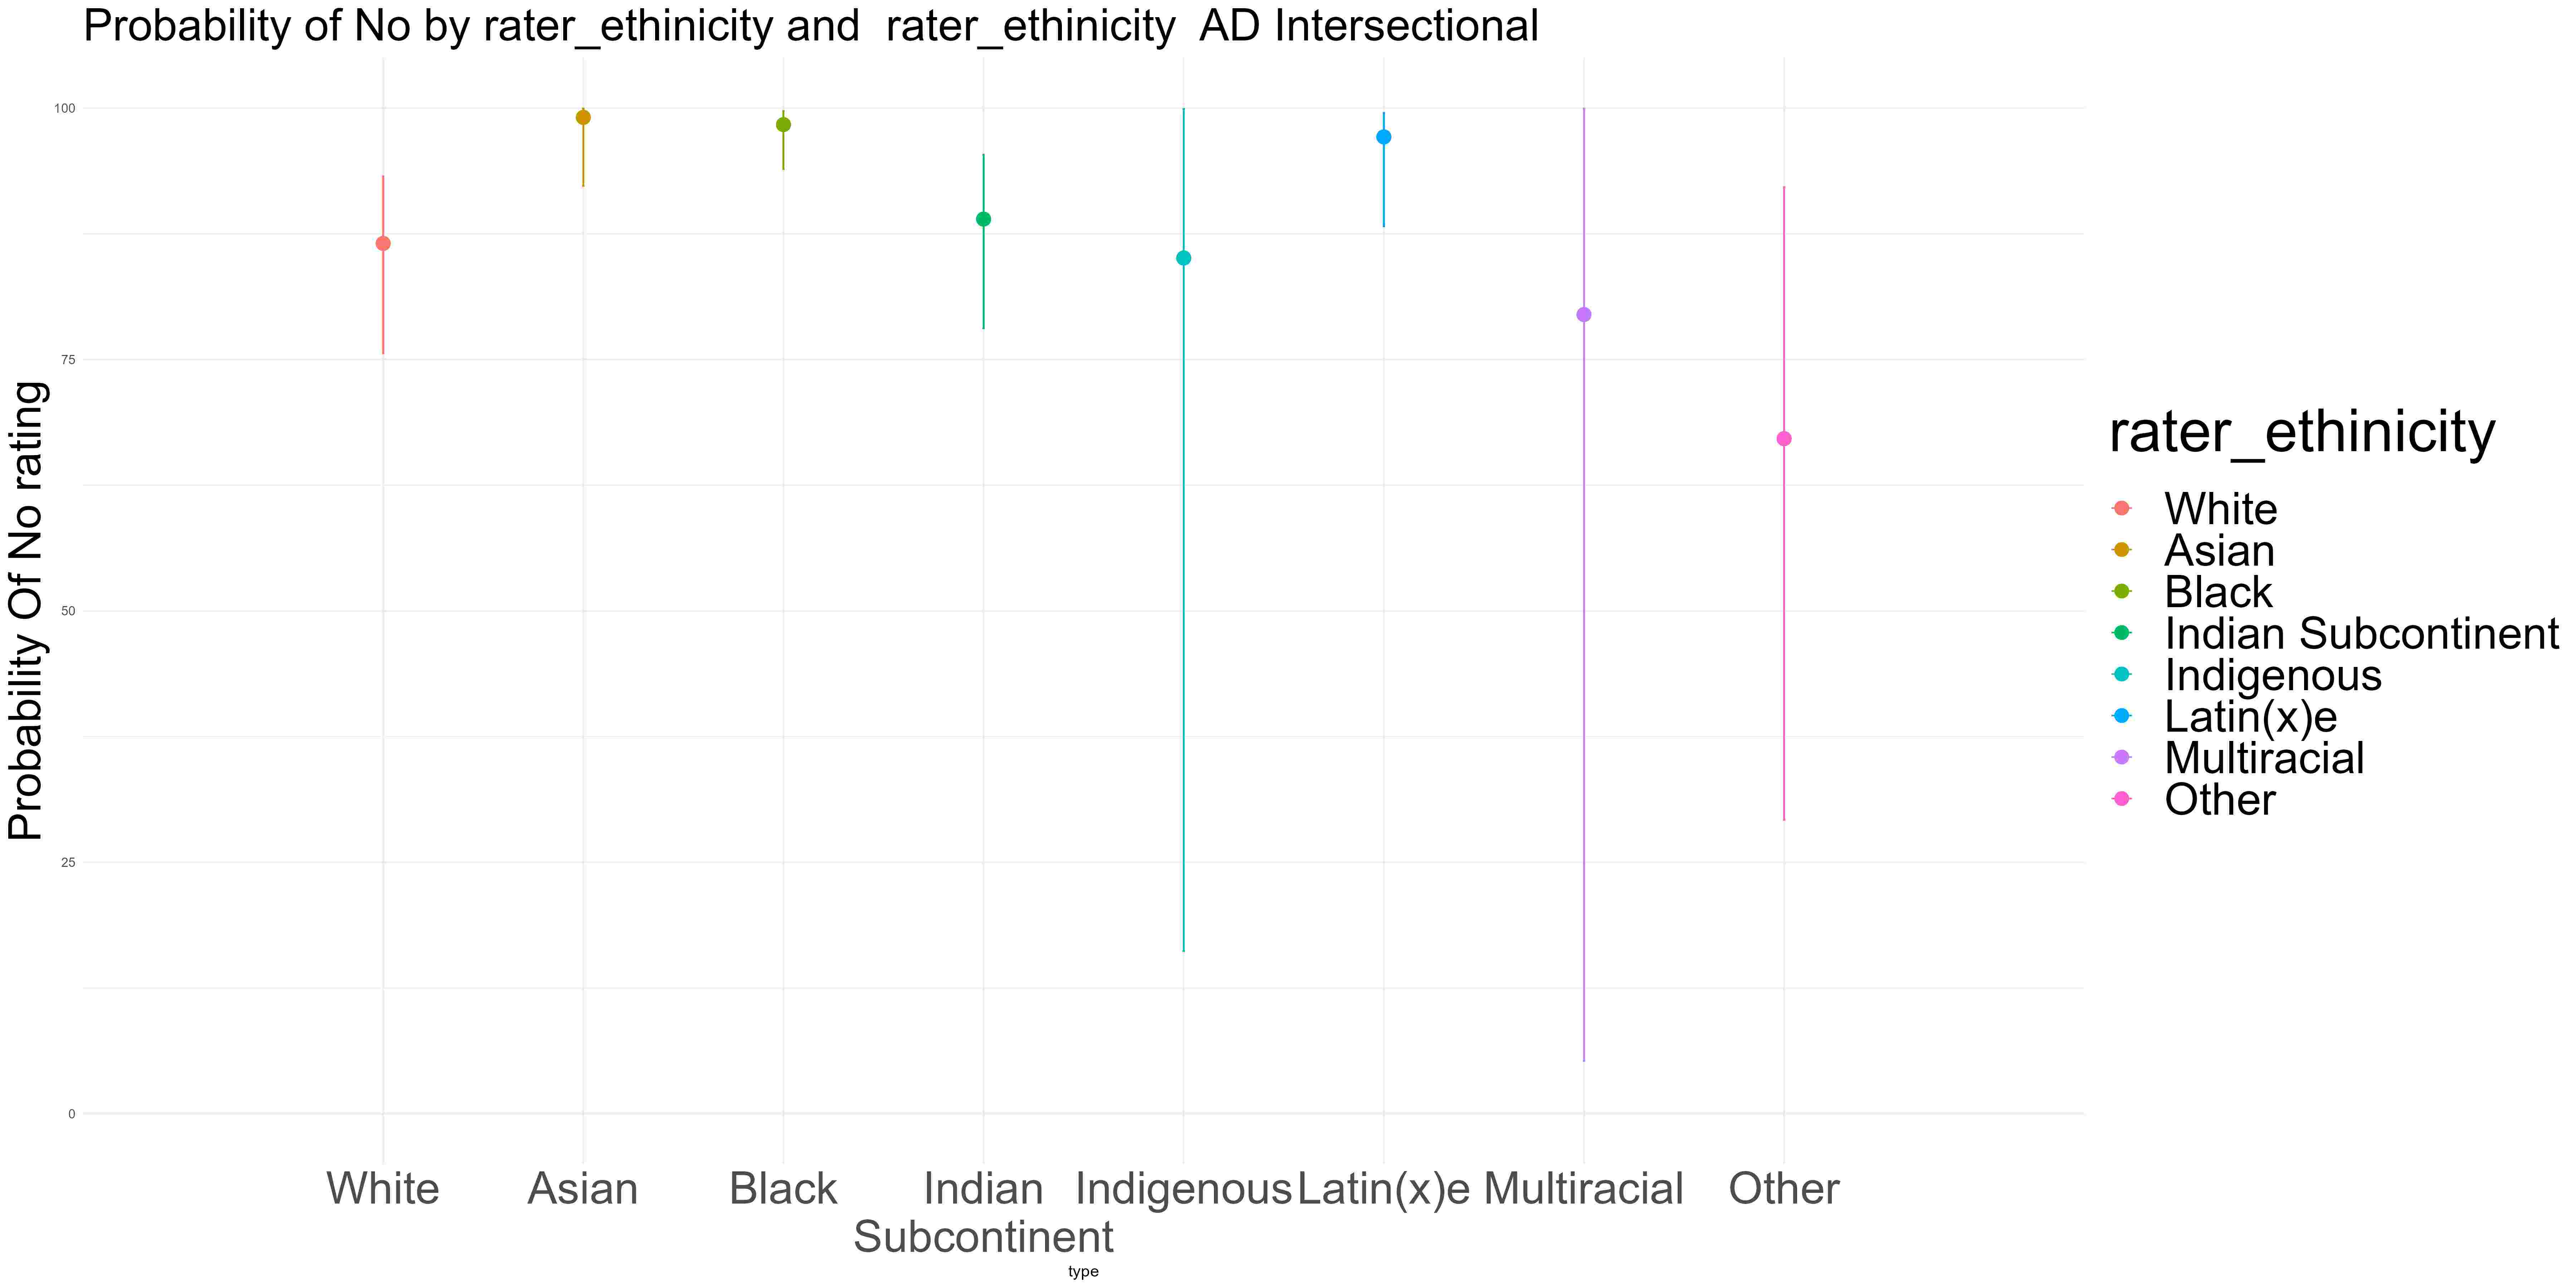 Probability of No by rater_ethinicity and  rater_ethinicity  AD Intersectional
Probability Of No rating
100
75
50
25
0
White
Asian
Black
Indian
Subcontinent
Indigenous
Latin(x)e
Multiracial
Other
type
rater_ethinicity
White
Asian
Black
Indian Subcontinent
Indigenous
Latin(x)e
Multiracial
Other